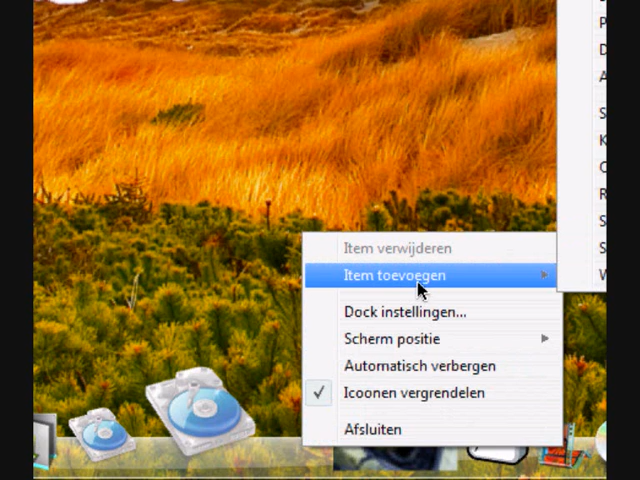 Item verwijderen
Item toevoegen
Dock instellingen...
Scherm positie
Automatisch verbergen
Icoonen vergrendelen
Afsluiten
P
D
A
S
K
O
R
S
S
W